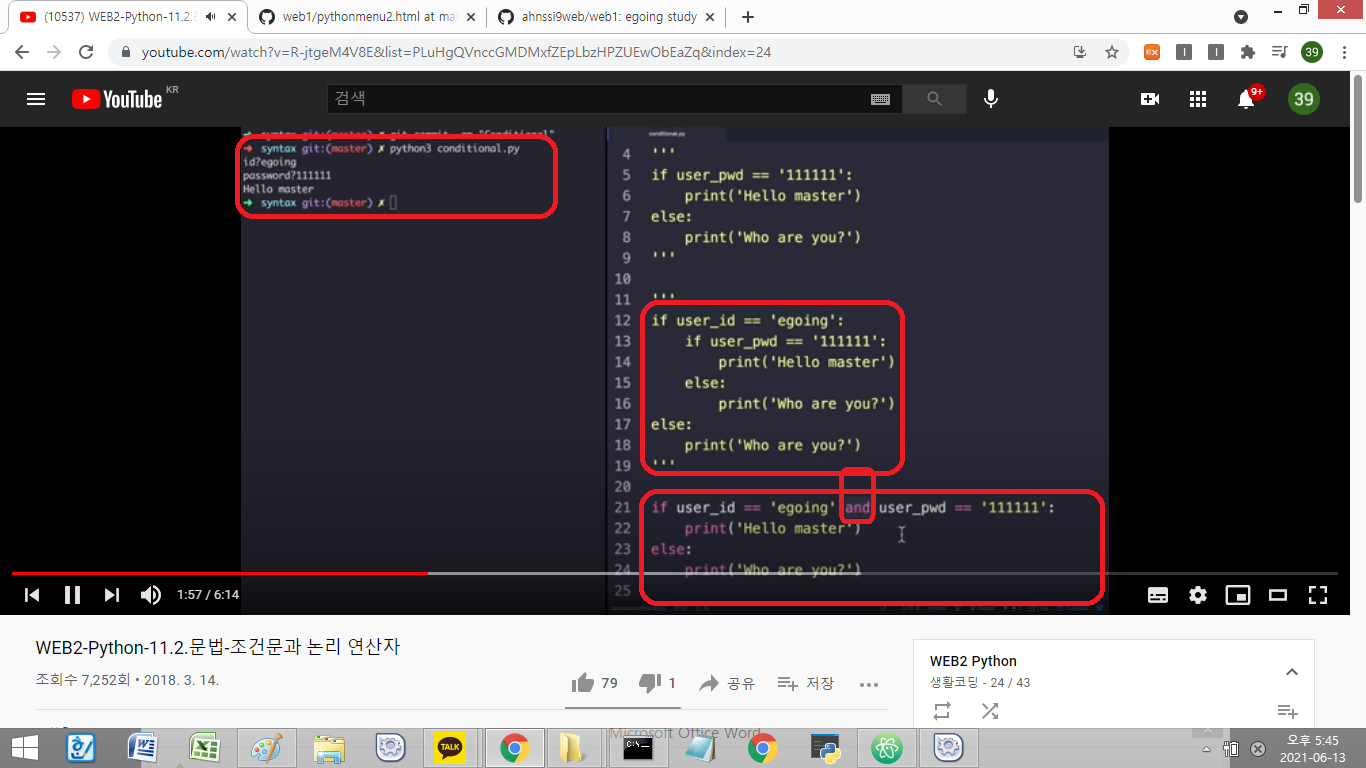 (10537) WEB2-Python-11.2.
web1/pythonmenu2.html at ma
ahnssi9web/web1: egoing study
youtube.com/watch?v=R-jtgeM4V8E&list=PLuHgQVnccGMDMxfZEpLbzHPZUEwObEaZq&index=24
39
YouTube KR
검색
9+
39
syntax git:(master) ✗ git commit -am "Conditional"
➜ syntax git:(master) ✗ python3 conditional.py
id?egoing
password?111111
Hello master
➜ syntax git:(master) ✗
conditional.py
4 '''
5 if user_pwd == '111111':
6     print('Hello master')
7 else:
8     print('Who are you?')
9 '''
10
11 '''
12 if user_id == 'egoing':
13     if user_pwd == '111111':
14         print('Hello master')
15     else:
16         print('Who are you?')
17 else:
18     print('Who are you?')
19 '''
20
21 if user_id == 'egoing' and user_pwd == '111111':
22     print('Hello master')
23 else:
24     print('Who are you?')
25
1:57 / 6:14
WEB2-Python-11.2.문법-조건문과 논리 연산자
조회수 7,252회 • 2018. 3. 14.
79
1
공유
저장
WEB2 Python
생활코딩 - 24 / 43
Microsoft Office Word
TALK
오후 5:45
2021-06-13